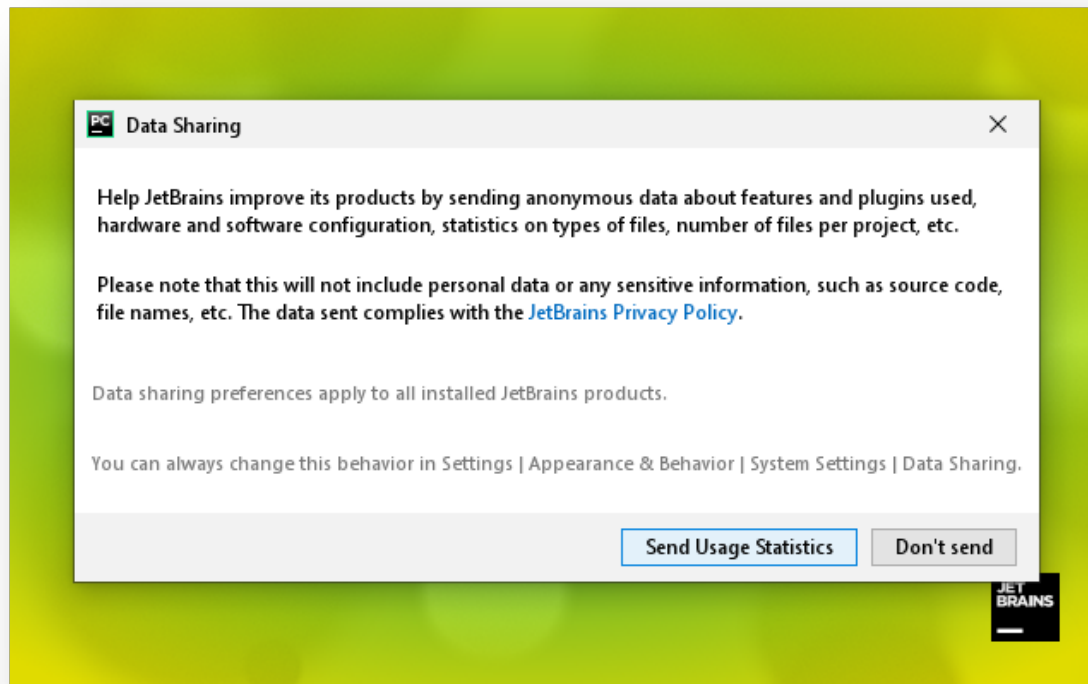 PC Data Sharing
Help JetBrains improve its products by sending anonymous data about features and plugins used,
hardware and software configuration, statistics on types of files, number of files per project, etc.
Please note that this will not include personal data or any sensitive information, such as source code,
file names, etc. The data sent complies with the JetBrains Privacy Policy.
Data sharing preferences apply to all installed JetBrains products.
You can always change this behavior in Settings | Appearance & Behavior | System Settings | Data Sharing.
Send Usage Statistics Don't send
JET
BRAINS